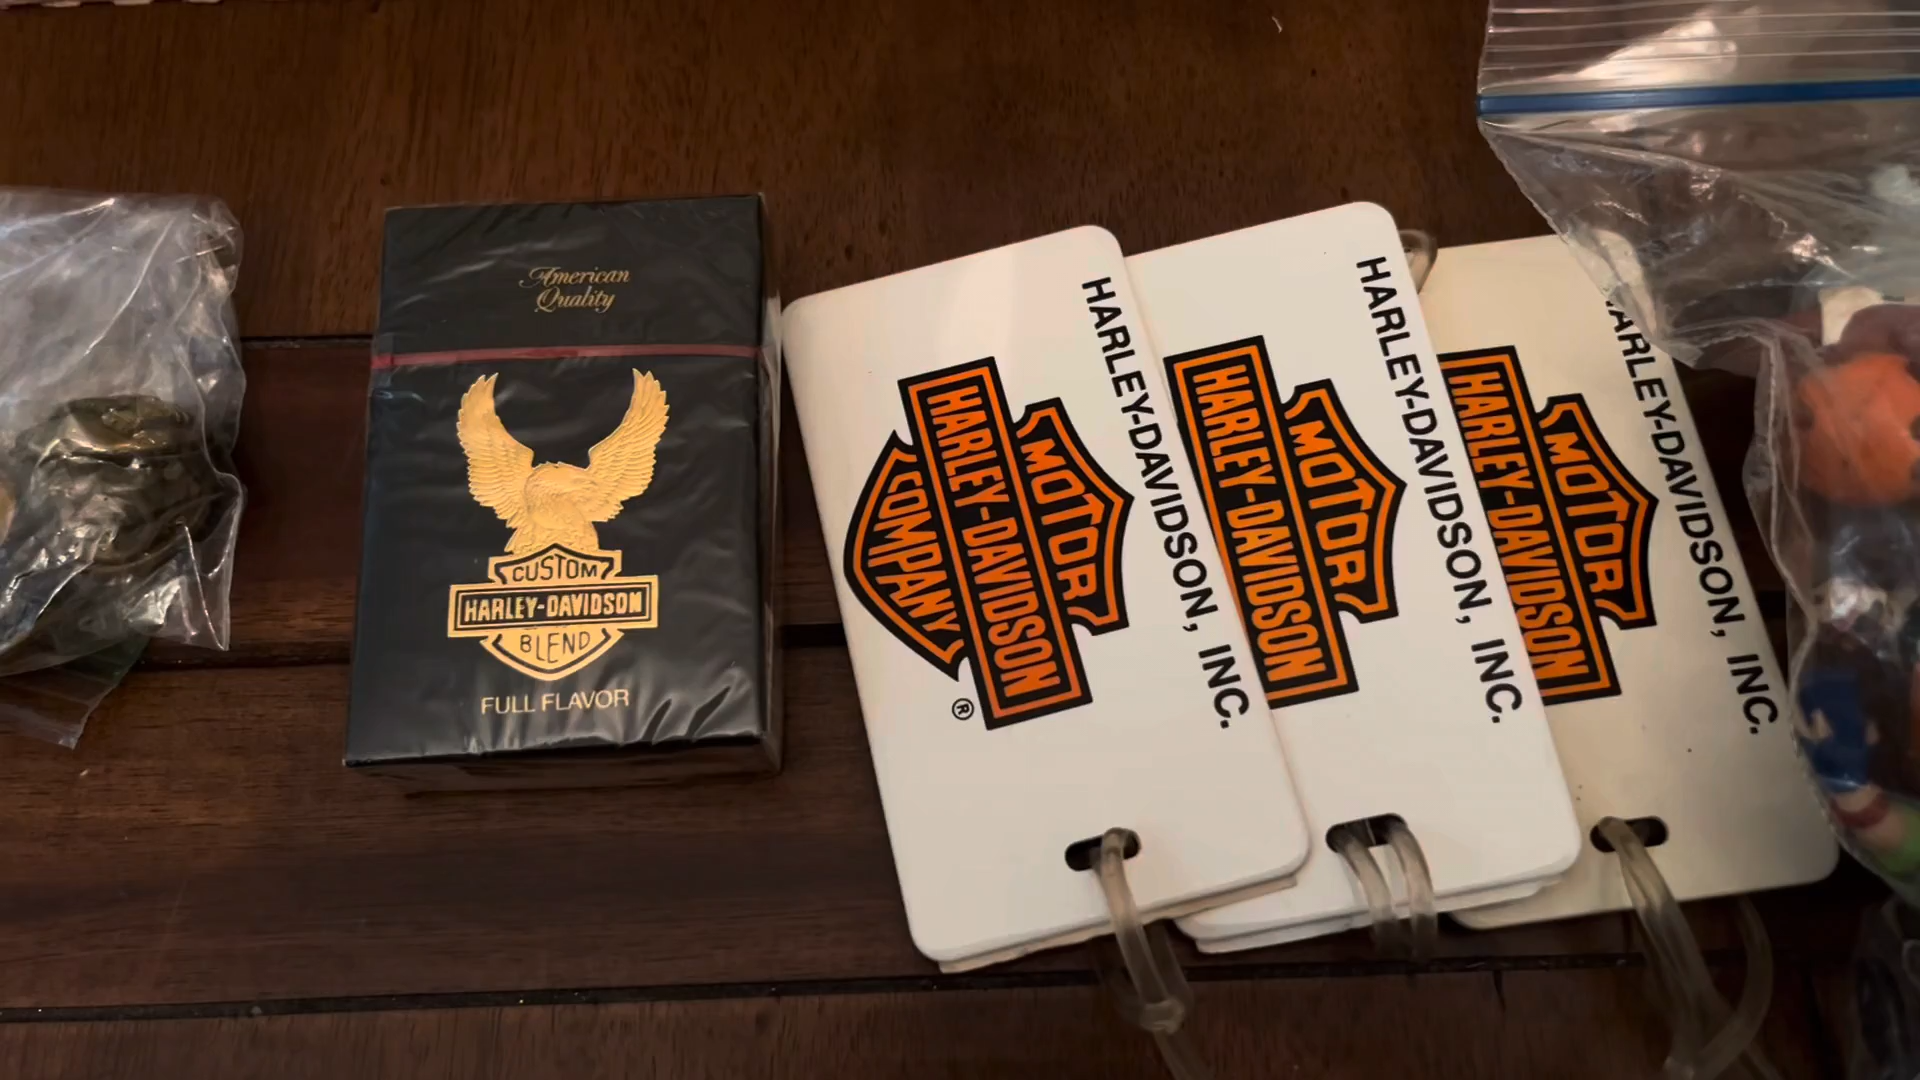 American
Quality
CUSTOM
HARLEY-DAVIDSON
BLEND
FULL FLAVOR
HARLEY-DAVIDSON, INC.
MOTOR
HARLEY-DAVIDSON
COMPANY
®
HARLEY-DAVIDSON, INC.
MOTOR
HARLEY-DAVIDSON
ARLEY-DAVIDSON, INC.
MOTOR
HARLEY-DAVIDSON